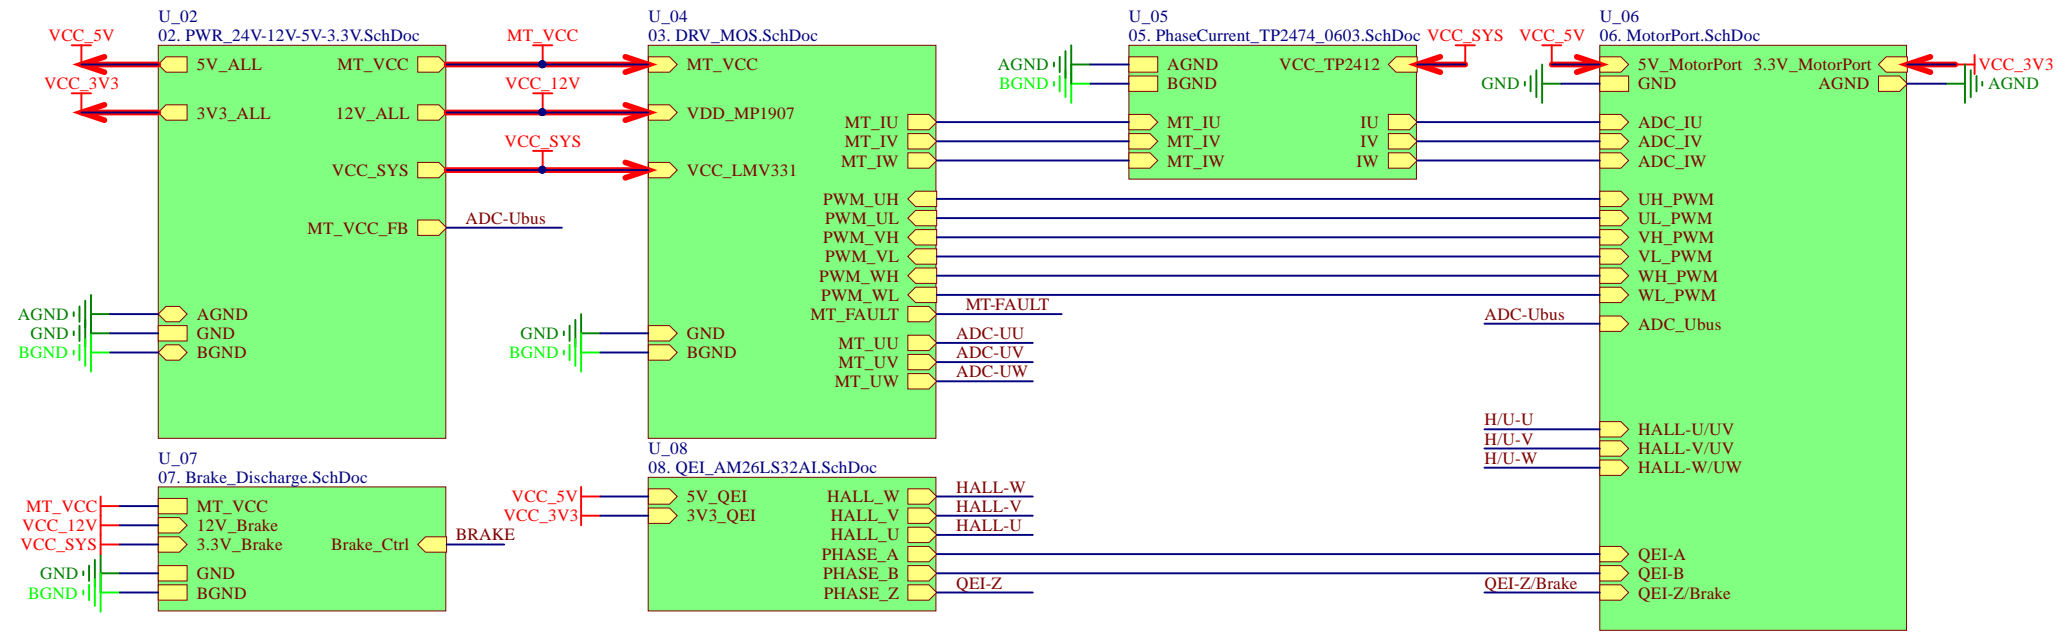 U_02
02. PWR_24V-12V-5V-3.3V.SchDoc
VCC_5V
5V_ALL
VCC_3V3
3V3_ALL
MT_VCC
12V_ALL
VCC_SYS
MT_VCC_FB
ADC-Ubus
AGND
AGND
GND
GND
BGND
BGND
MT_VCC
VCC_12V
VCC_SYS
U_04
03. DRV_MOS.SchDoc
MT_VCC
VDD_MP1907
VCC_LMV331
MT_IU
MT_IV
MT_IW
PWM_UH
PWM_UL
PWM_VH
PWM_VL
PWM_WH
PWM_WL
MT_FAULT
MT-FAULT
MT_UU
ADC-UU
MT_UV
ADC-UV
MT_UW
ADC-UW
GND
GND
BGND
BGND
U_05
05. PhaseCurrent_TP2474_0603.SchDoc
AGND
AGND
BGND
BGND
VCC_TP2412
VCC_SYS
MT_IU
IU
MT_IV
IV
MT_IW
IW
U_06
06. MotorPort.SchDoc
VCC_5V
5V_MotorPort
3.3V_MotorPort
VCC_3V3
GND
GND
AGND
AGND
ADC_IU
ADC_IV
ADC_IW
UH_PWM
UL_PWM
VH_PWM
VL_PWM
WH_PWM
WL_PWM
ADC-Ubus
ADC_Ubus
H/U-U
HALL-U/UV
H/U-V
HALL-V/UV
H/U-W
HALL-W/UW
QEI-A
QEI-B
QEI-Z/Brake
QEI-Z/Brake
U_07
07. Brake_Discharge.SchDoc
MT_VCC
MT_VCC
VCC_12V
12V_Brake
VCC_SYS
3.3V_Brake
Brake_Ctrl
BRAKE
GND
GND
BGND
BGND
U_08
08. QEI_AM26LS32AI.SchDoc
VCC_5V
5V_QEI
VCC_3V3
3V3_QEI
HALL_W
HALL-W
HALL_V
HALL-V
HALL_U
HALL-U
PHASE_A
PHASE_B
PHASE_Z
QEI-Z